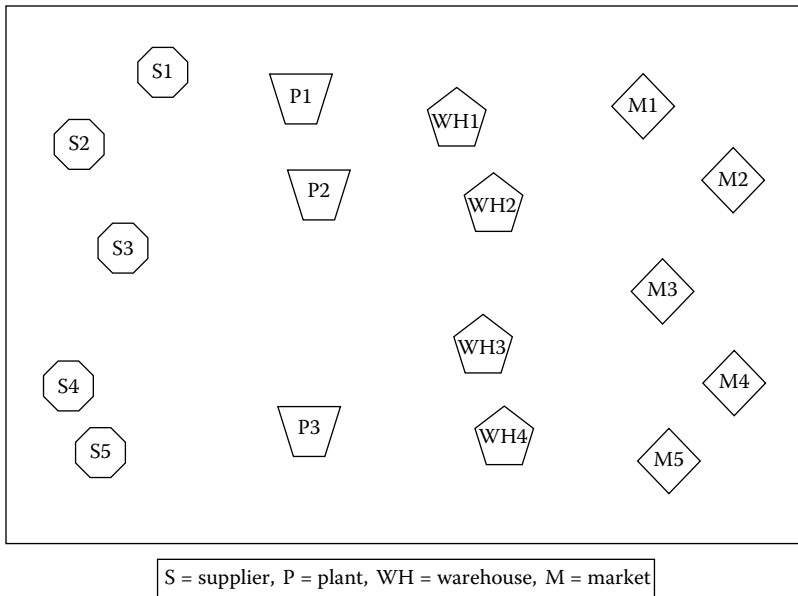 S1
P1
WH1
M1
S2
P2
WH2
M2
S3
M3
WH3
S4
M4
S5
P3
WH4
M5
S = supplier, P = plant, WH = warehouse, M = market